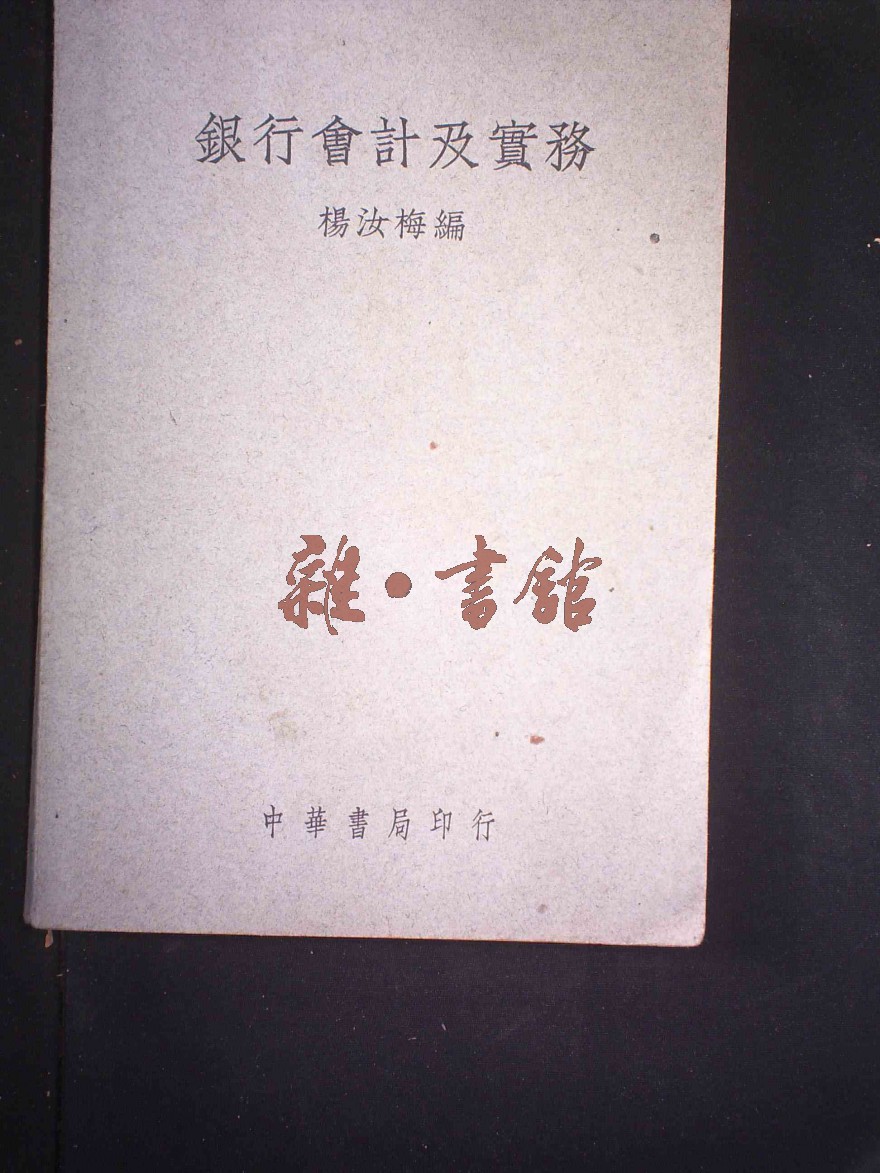 銀行會計及實務
楊汝梅編
雜·書館
中華書局印行